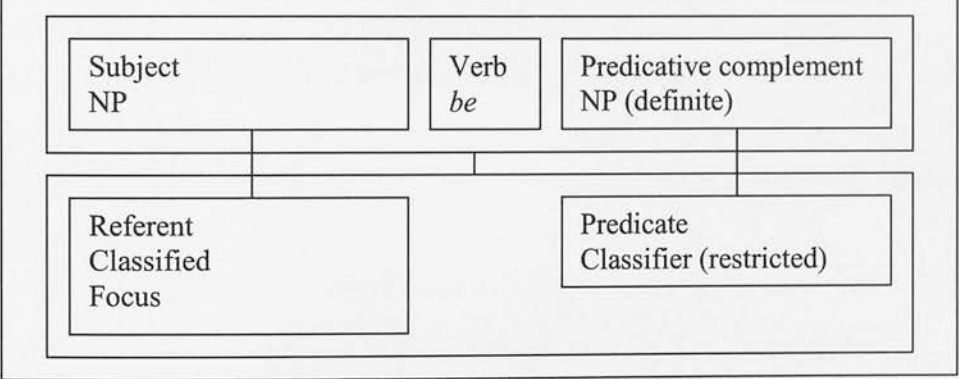 Subject
NP
Verb
be
Predicative complement
NP (definite)
Referent
Classified
Focus
Predicate
Classifier (restricted)